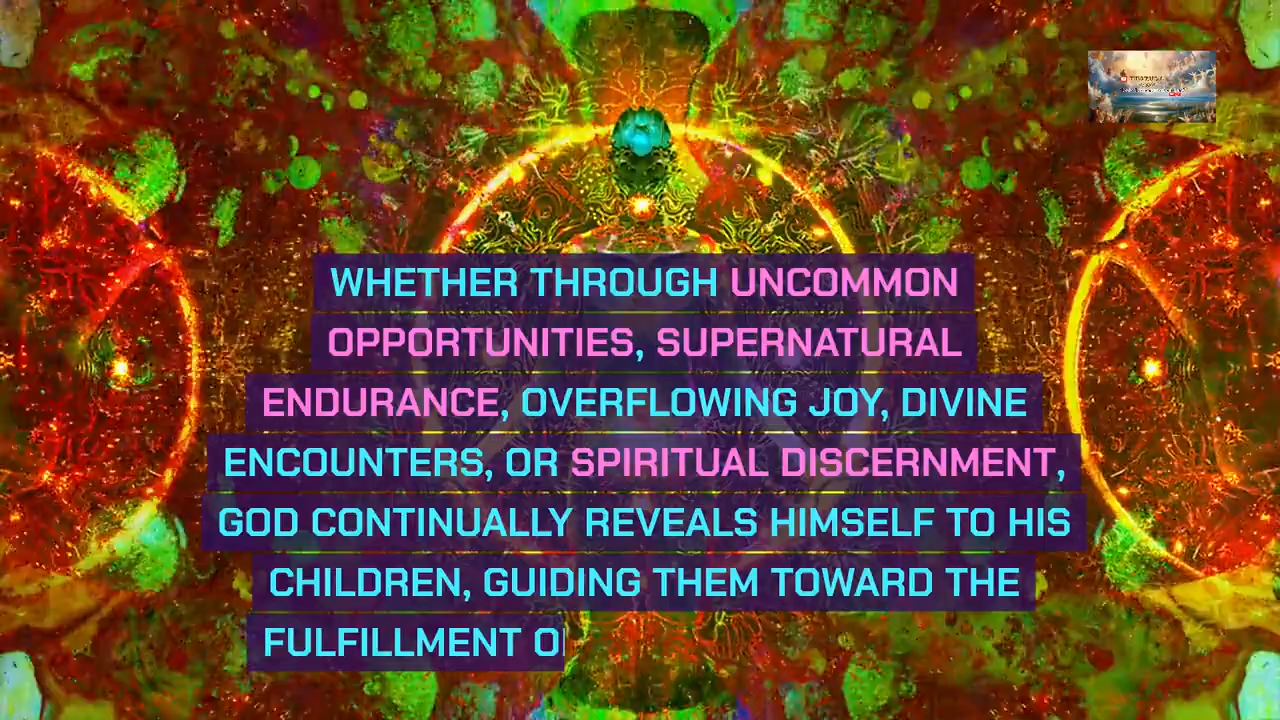 WHETHER THROUGH UNCOMMON
OPPORTUNITIES, SUPERNATURAL
ENDURANCE, OVERFLOWING JOY, DIVINE
ENCOUNTERS, OR SPIRITUAL DISCERNMENT,
GOD CONTINUALLY REVEALS HIMSELF TO HIS
CHILDREN, GUIDING THEM TOWARD THE
FULFILLMENT O